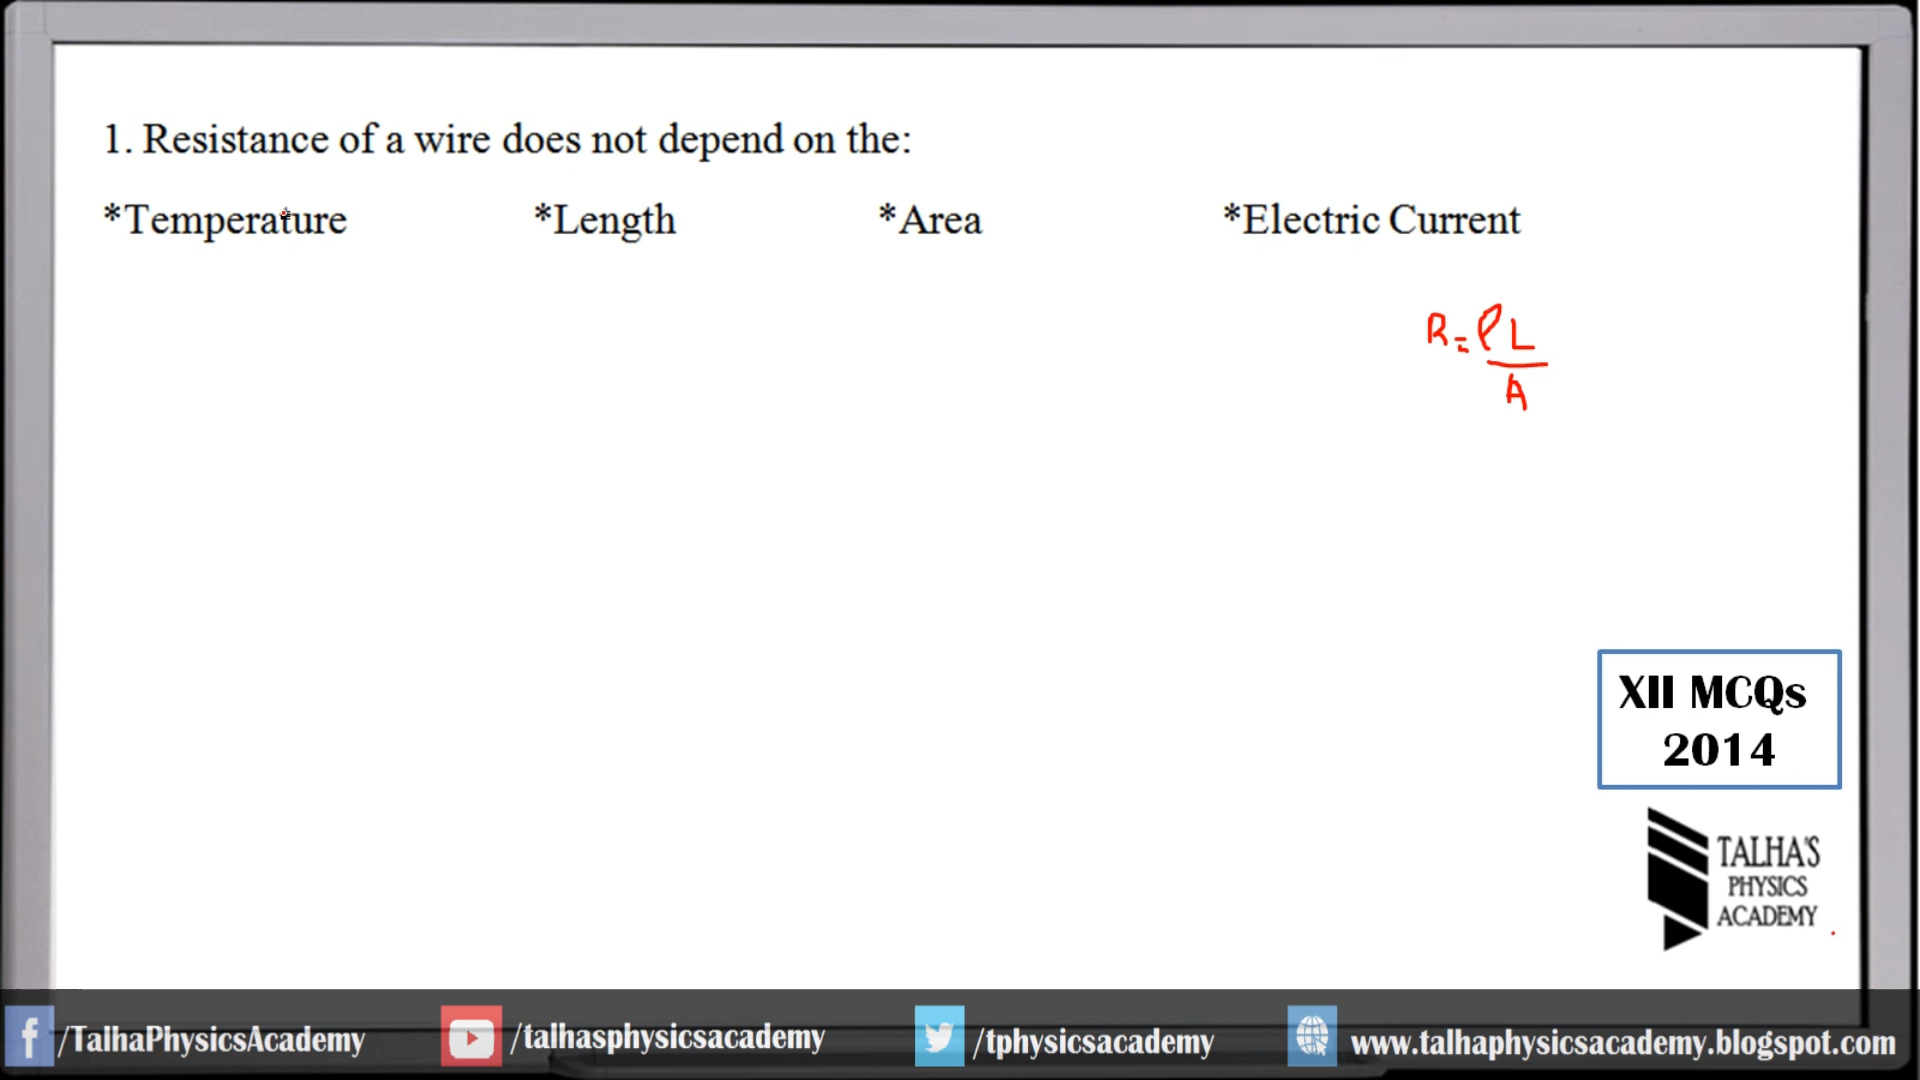 1. Resistance of a wire does not depend on the:
*Temperature *Length *Area *Electric Current
R = ρL
A
XII MCQs
2014
TALHA'S
PHYSICS
ACADEMY
/TalhaPhysicsAcademy /talhasphysicsacademy /tphysicsacademy www.talhaphysicsacademy.blogspot.com